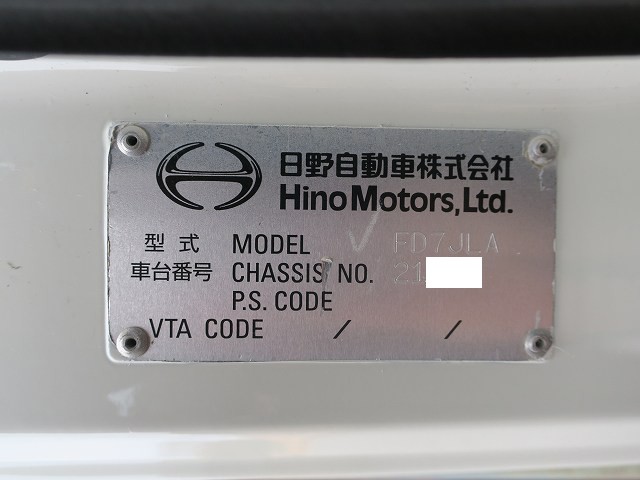 日野自動車株式会社
Hino Motors, Ltd.
型式 MODEL FD7JLA
車台番号 CHASSIS NO. 21
P.S. CODE
VTA CODE / /